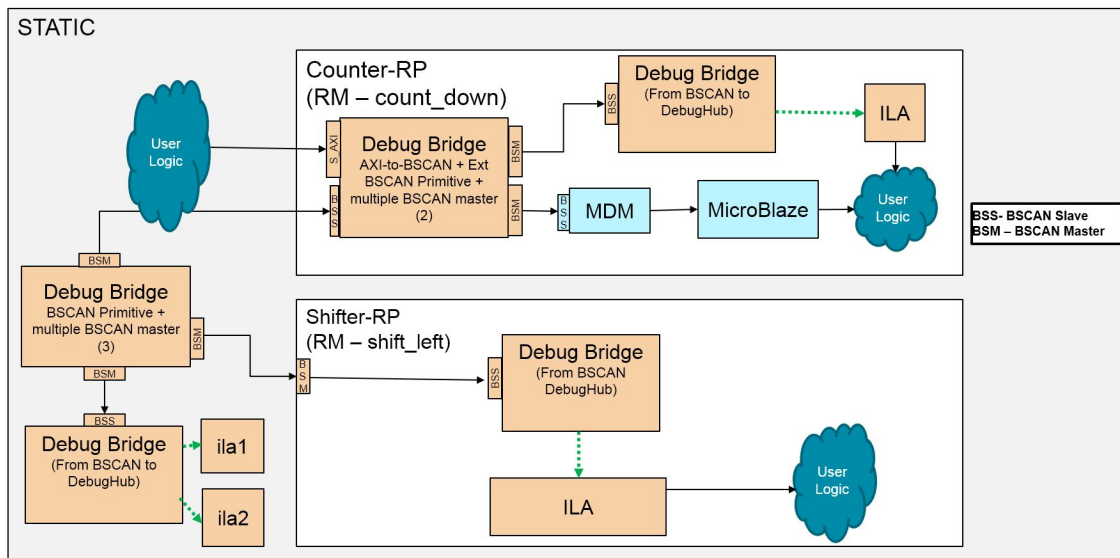 STATIC
Counter-RP
(RM – count_down)
User
Logic
S_AXI
BSS
Debug Bridge
AXI-to-BSCAN + Ext
BSCAN Primitive +
multiple BSCAN master
(2)
BSM
BSM
BSS
Debug Bridge
(From BSCAN to
DebugHub)
ILA
BSS
MDM
MicroBlaze
User
Logic
BSS- BSCAN Slave
BSM – BSCAN Master
BSM
Debug Bridge
BSCAN Primitive +
multiple BSCAN master
(3)
BSM
BSM
BSS
Debug Bridge
(From BSCAN to
DebugHub)
ila1
ila2
Shifter-RP
(RM – shift_left)
BSM
BSS
Debug Bridge
(From BSCAN
DebugHub)
ILA
User
Logic